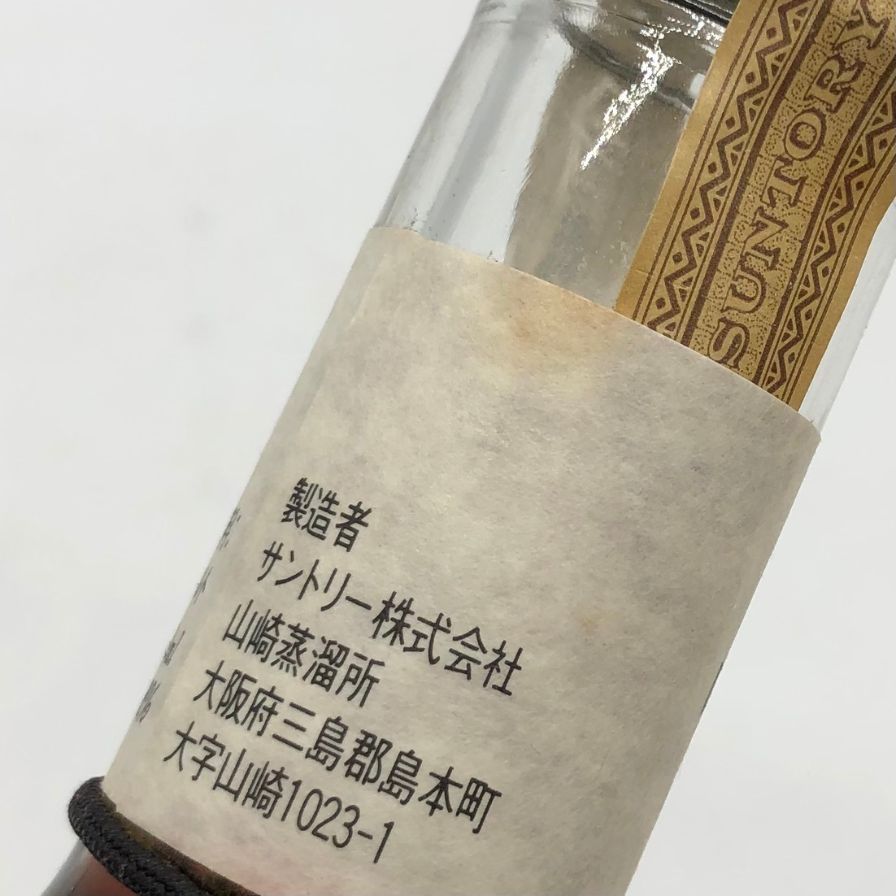 SUNTORY
製造者
サントリー株式会社
山崎蒸溜所
大阪府三島郡島本町
大字山崎1023-1